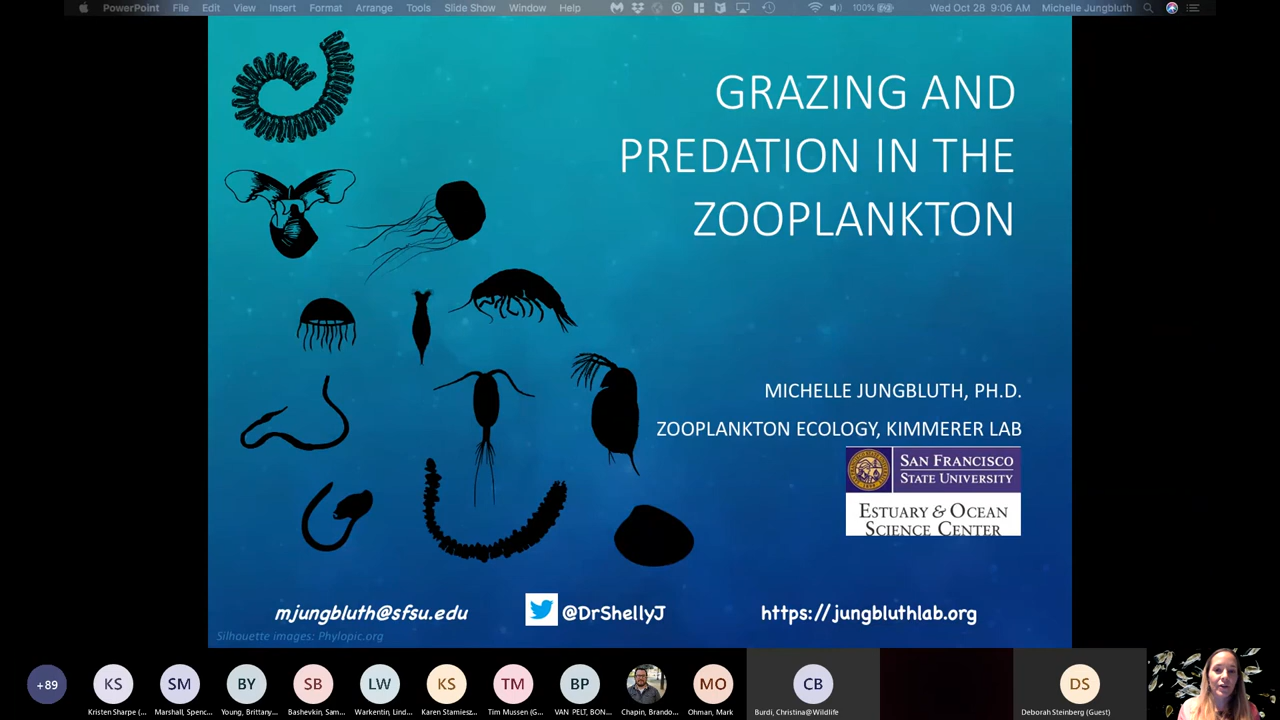 PowerPoint File Edit View Insert Format Arrange Tools Slide Show Window Help 100% Wed Oct 28 9:06 AM Michelle Jungbluth
GRAZING AND
PREDATION IN THE
ZOOPLANKTON
MICHELLE JUNGBLUTH, PH.D.
ZOOPLANKTON ECOLOGY, KIMMERER LAB
SAN FRANCISCO
STATE UNIVERSITY
ESTUARY & OCEAN
SCIENCE CENTER
mjungbluth@sfsu.edu @DrShellyJ https://jungbluthlab.org
Silhouette images: Phylopic.org
+89 KS SM BY SB LW KS TM BP MO CB DS
Kristen Sharpe (... Marshall, Spenc... Young, Brittany... Bashevkin, Sam... Warkentin, Lind... Karen Stamiesz... Tim Mussen (G... VAN PELT, BON... Chapin, Brando... Ohman, Mark Burdi, Christina@Wildlife Deborah Steinberg (Guest)